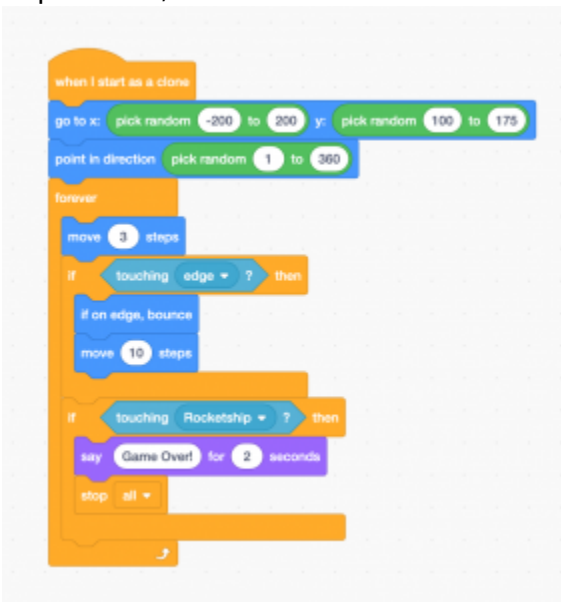 when I start as a clone
go to x: pick random -200 to 200 y: pick random 100 to 175
point in direction pick random 1 to 360
forever
move 3 steps
if touching edge ? then
if on edge, bounce
move 10 steps
if touching Rocketship ? then
say Game Over! for 2 seconds
stop all